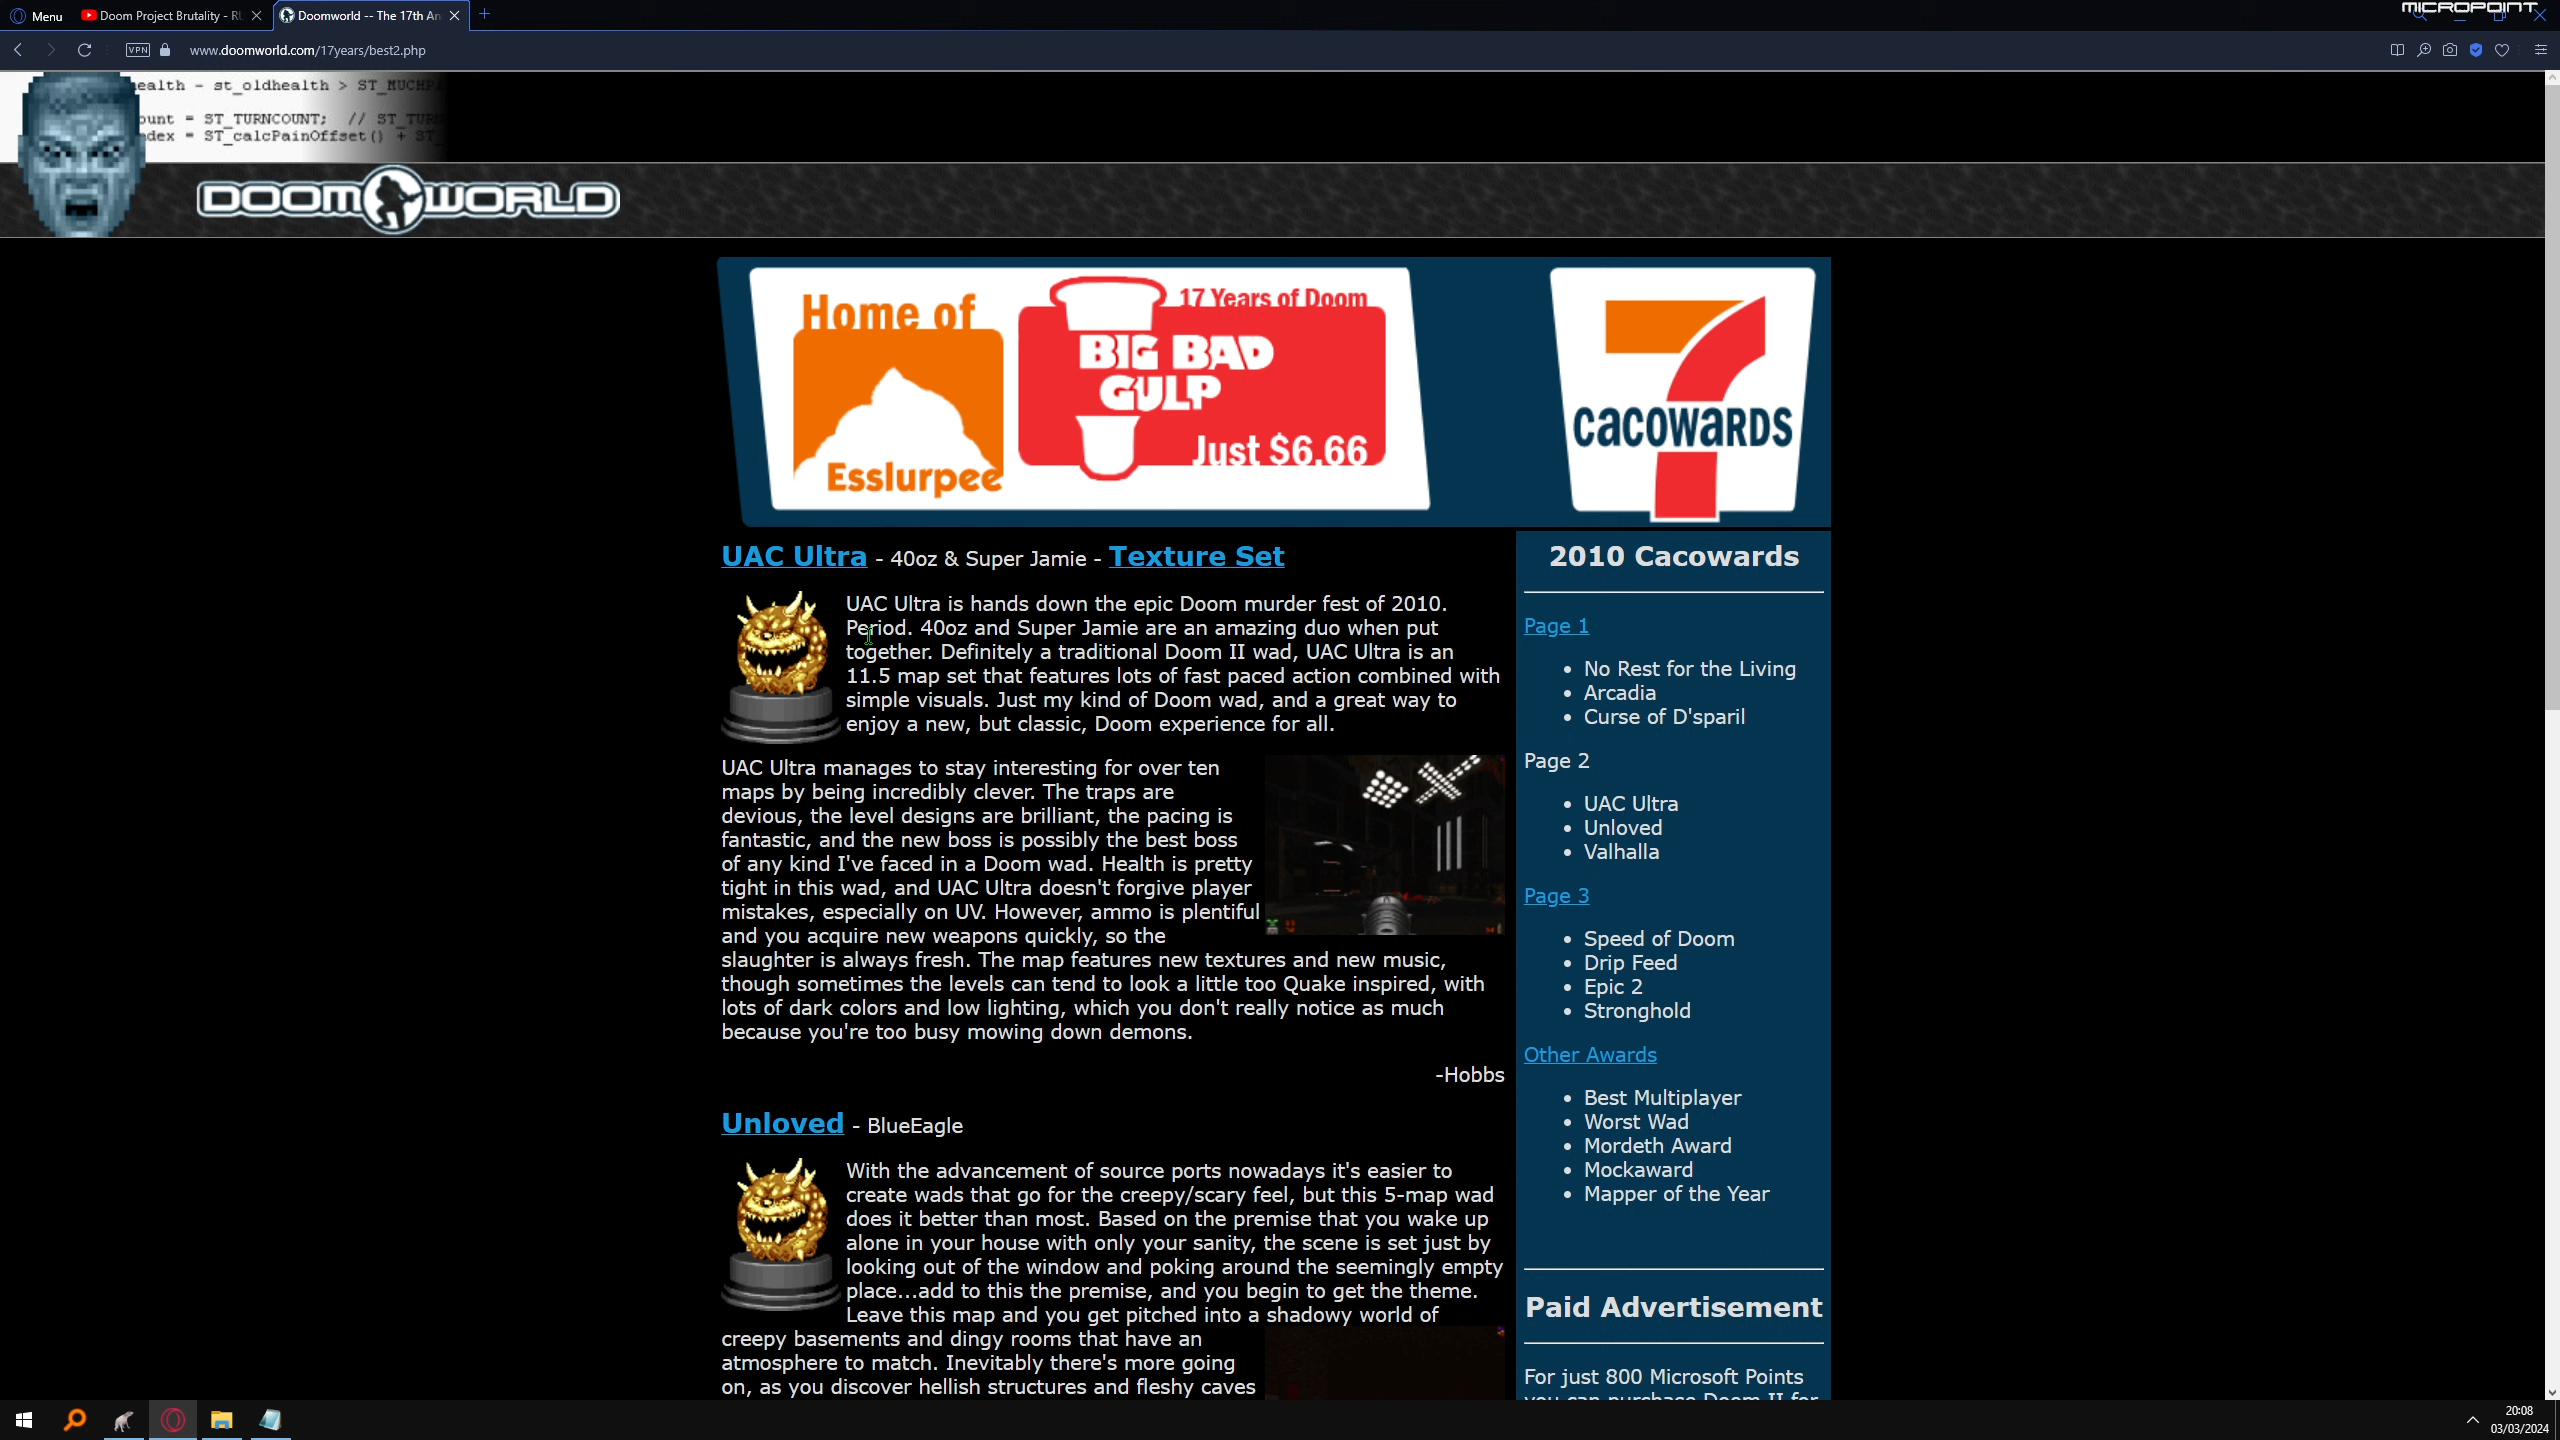 Menu
Doom Project Brutality - RU
Doomworld -- The 17th An
MICROPOINT
VPN
www.doomworld.com/17years/best2.php
ealth - st_oldhealth > ST_MUCHPA
ount = ST_TURNCOUNT; // ST_TURN
dex = ST_calcPainOffset() + ST_
DOOMWORLD
Home of
Esslurpee
17 Years of Doom
BIG BAD
GULP
Just $6.66
7
cacowaRDS
UAC Ultra - 40oz & Super Jamie - Texture Set
UAC Ultra is hands down the epic Doom murder fest of 2010.
Period. 40oz and Super Jamie are an amazing duo when put
together. Definitely a traditional Doom II wad, UAC Ultra is an
11.5 map set that features lots of fast paced action combined with
simple visuals. Just my kind of Doom wad, and a great way to
enjoy a new, but classic, Doom experience for all.
UAC Ultra manages to stay interesting for over ten
maps by being incredibly clever. The traps are
devious, the level designs are brilliant, the pacing is
fantastic, and the new boss is possibly the best boss
of any kind I've faced in a Doom wad. Health is pretty
tight in this wad, and UAC Ultra doesn't forgive player
mistakes, especially on UV. However, ammo is plentiful
and you acquire new weapons quickly, so the
slaughter is always fresh. The map features new textures and new music,
though sometimes the levels can tend to look a little too Quake inspired, with
lots of dark colors and low lighting, which you don't really notice as much
because you're too busy mowing down demons.
-Hobbs
Unloved - BlueEagle
With the advancement of source ports nowadays it's easier to
create wads that go for the creepy/scary feel, but this 5-map wad
does it better than most. Based on the premise that you wake up
alone in your house with only your sanity, the scene is set just by
looking out of the window and poking around the seemingly empty
place...add to this the premise, and you begin to get the theme.
Leave this map and you get pitched into a shadowy world of
creepy basements and dingy rooms that have an
atmosphere to match. Inevitably there's more going
on, as you discover hellish structures and fleshy caves
2010 Cacowards
Page 1
• No Rest for the Living
• Arcadia
• Curse of D'sparil
Page 2
• UAC Ultra
• Unloved
• Valhalla
Page 3
• Speed of Doom
• Drip Feed
• Epic 2
• Stronghold
Other Awards
• Best Multiplayer
• Worst Wad
• Mordeth Award
• Mockaward
• Mapper of the Year
Paid Advertisement
For just 800 Microsoft Points
you can purchase Doom II for
20:08
03/03/2024